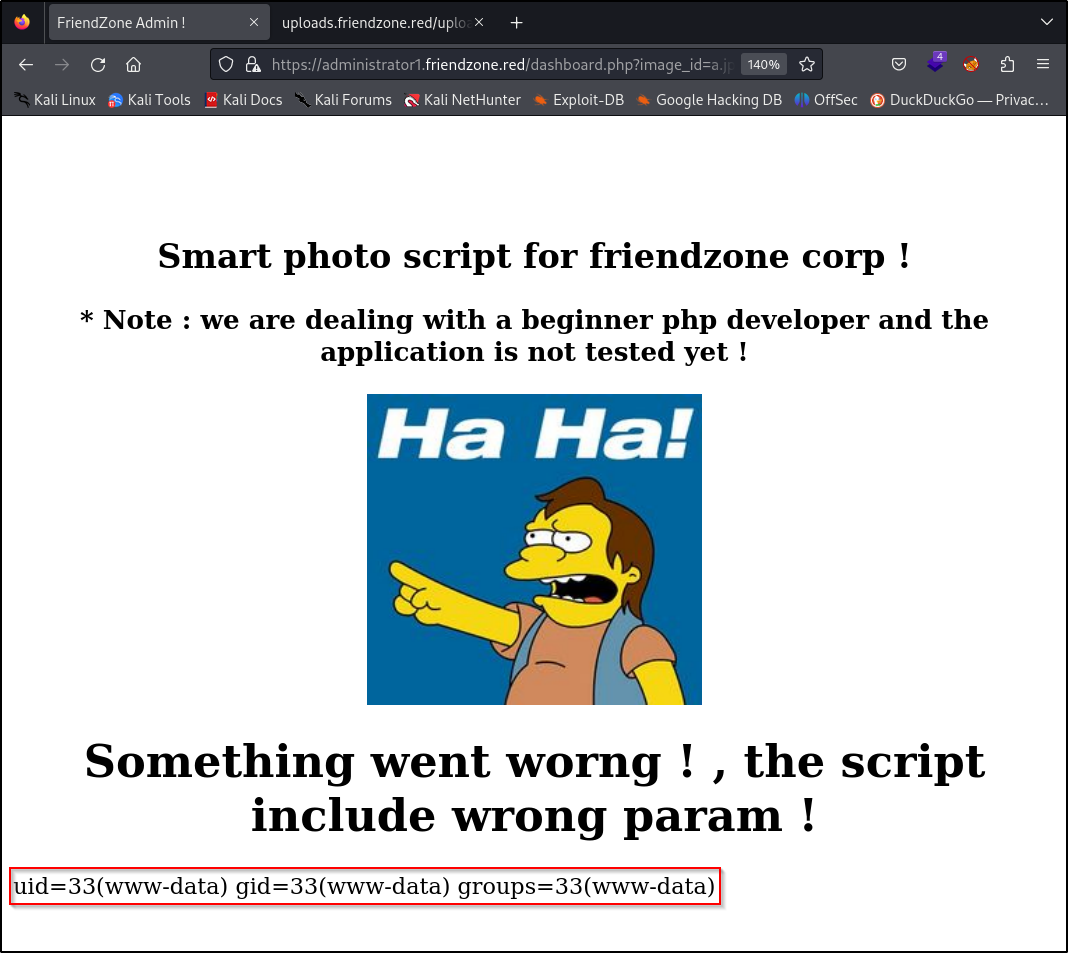 FriendZone Admin !
uploads.friendzone.red/uplo
https://administrator1.friendzone.red/dashboard.php?image_id=a.jp
140%
4
Kali Linux
Kali Tools
Kali Docs
Kali Forums
Kali NetHunter
Exploit-DB
Google Hacking DB
OffSec
DuckDuckGo — Privac…
Smart photo script for friendzone corp !
* Note : we are dealing with a beginner php developer and the
application is not tested yet !
Ha Ha!
Something went worng ! , the script
include wrong param !
uid=33(www-data) gid=33(www-data) groups=33(www-data)